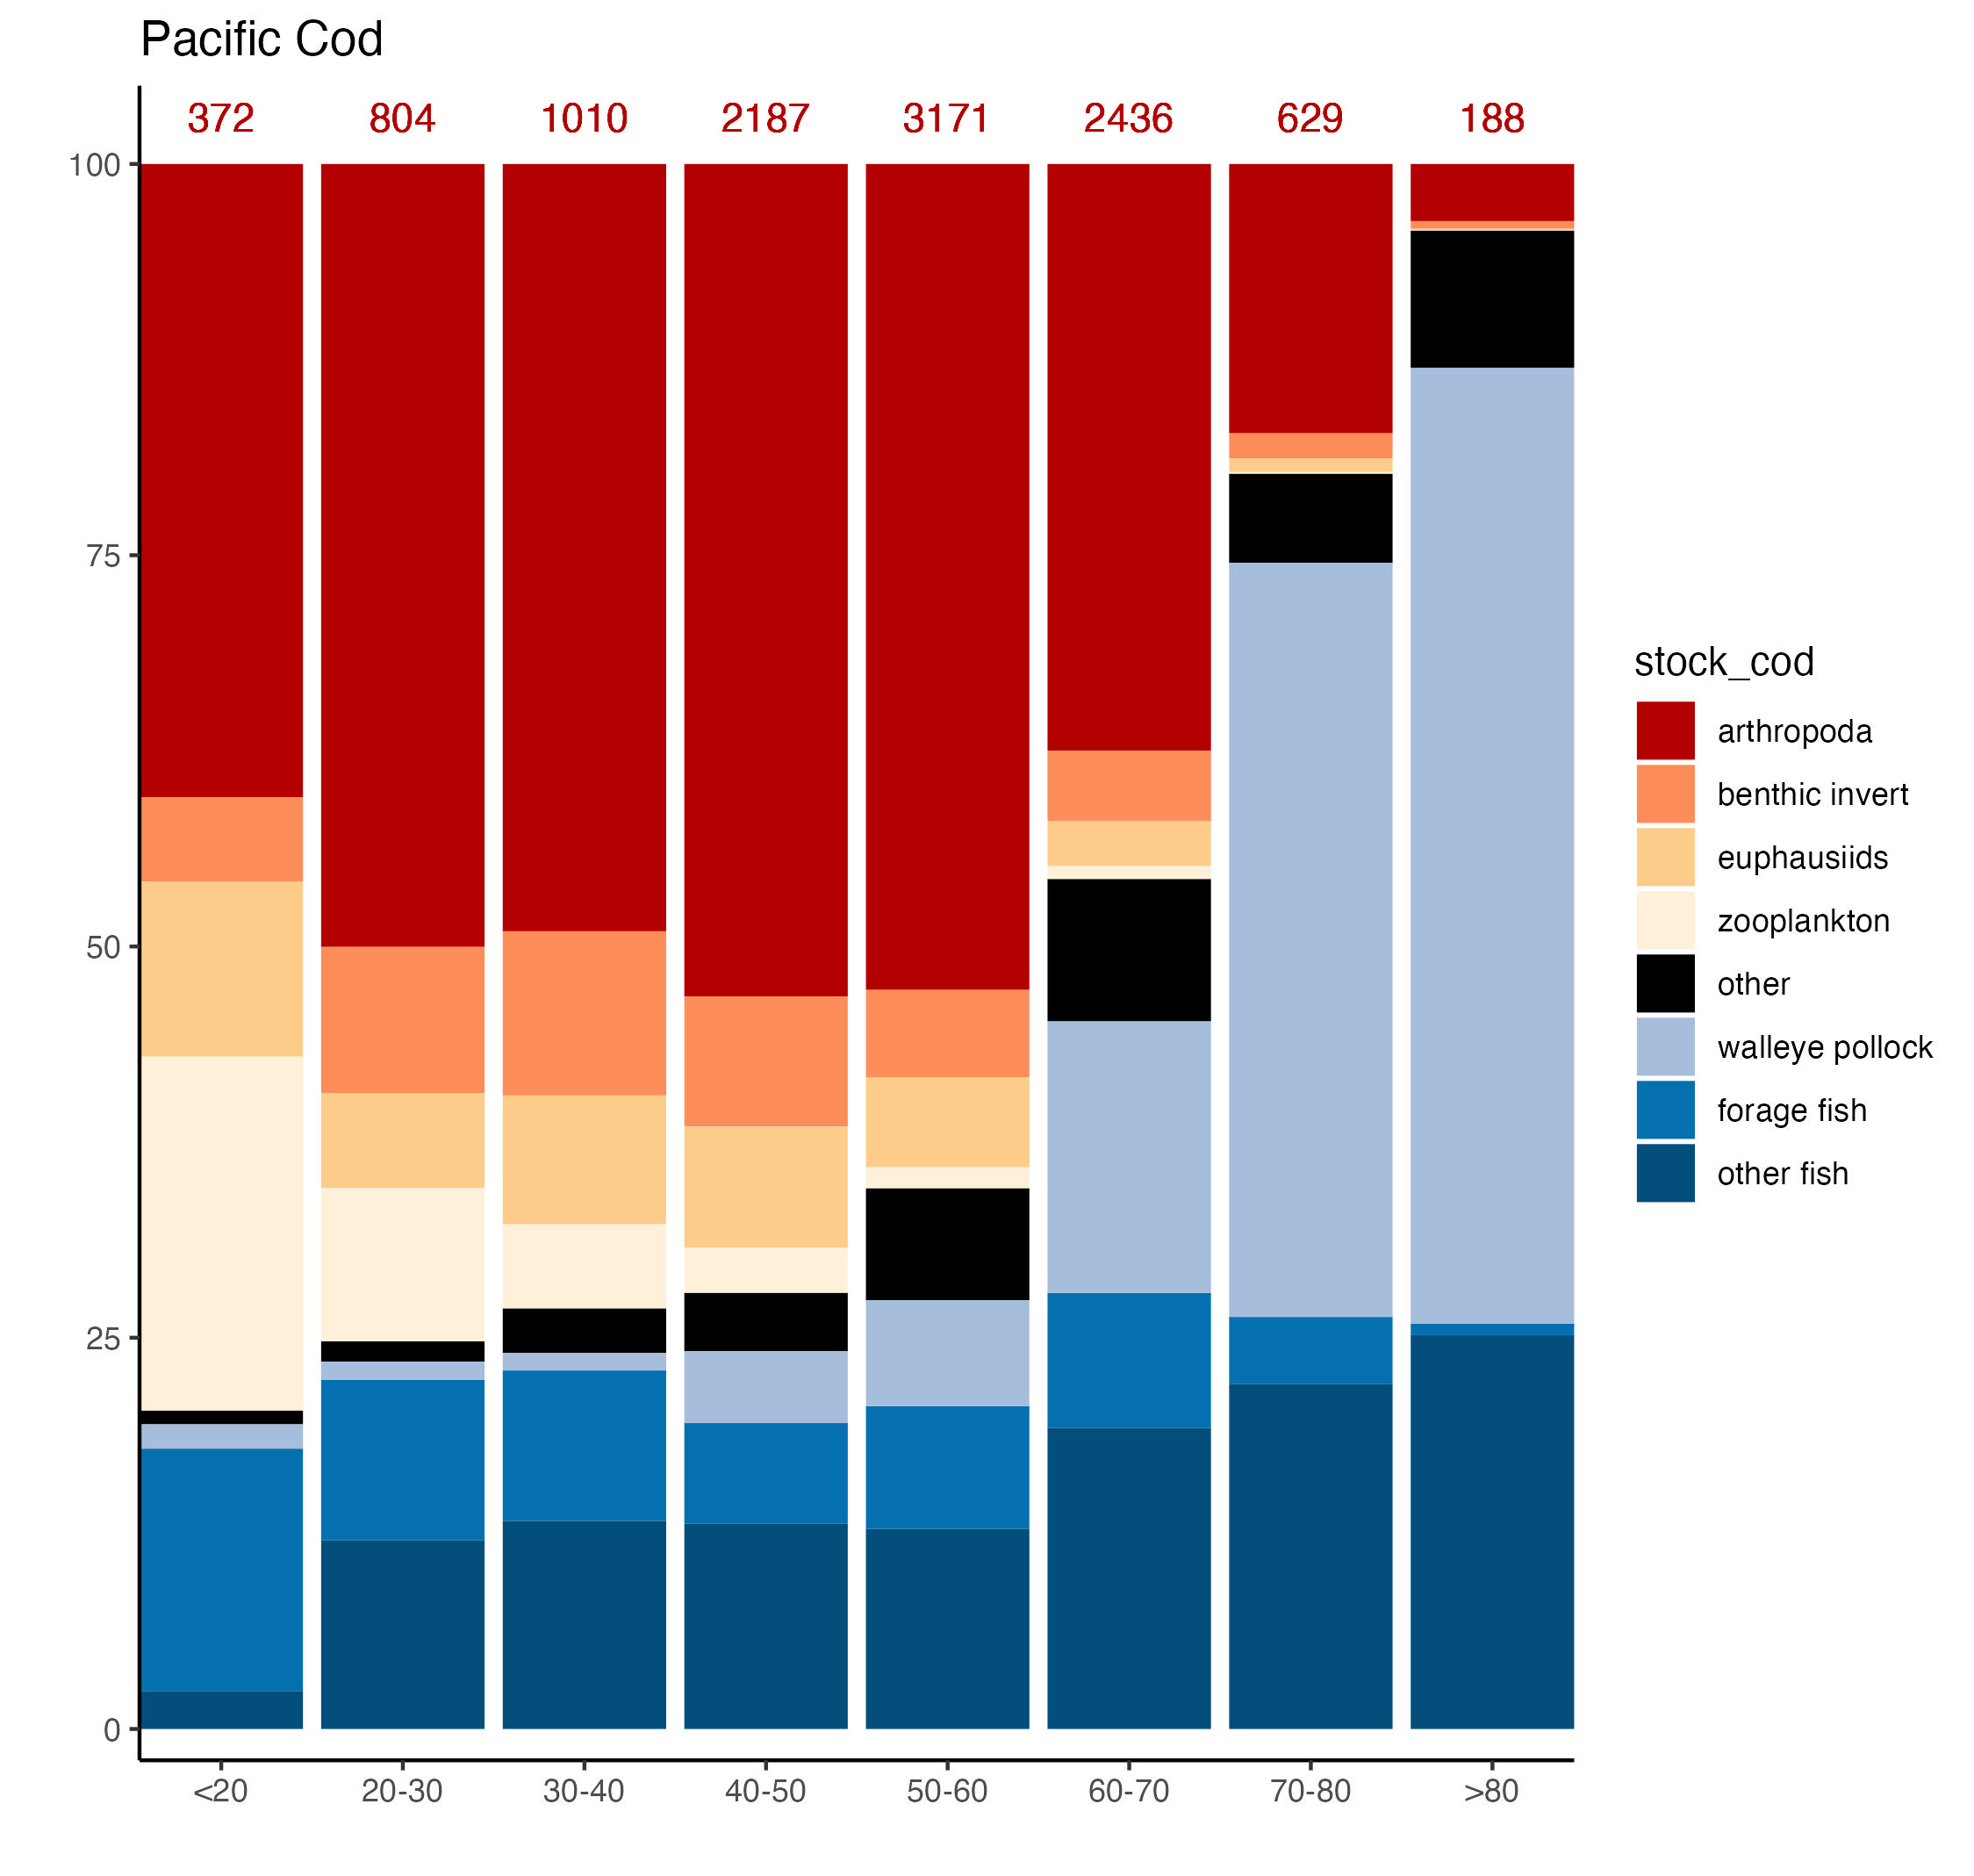 Pacific Cod
372 804 1010 2187 3171 2436 629 188
100
75
50
25
0
<20 20-30 30-40 40-50 50-60 60-70 70-80 >80
stock_cod
arthropoda
benthic invert
euphausiids
zooplankton
other
walleye pollock
forage fish
other fish